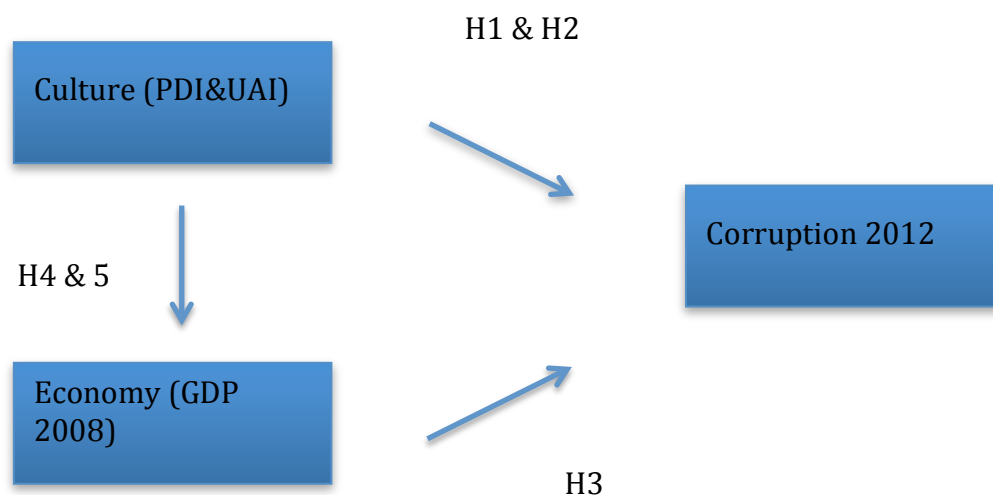 H1 & H2
Culture (PDI&UAI)
Corruption 2012
H4 & 5
Economy (GDP
2008)
H3